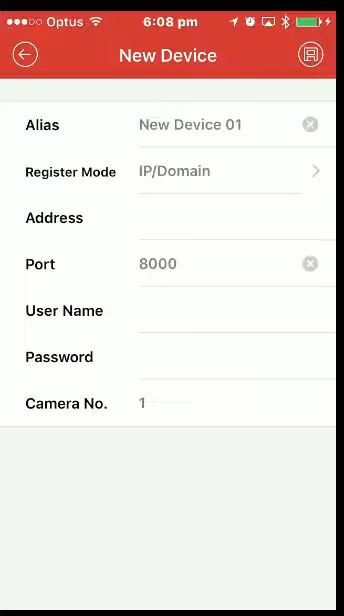 Optus 6:08 pm
New Device
Alias New Device 01
Register Mode IP/Domain
Address
Port 8000
User Name
Password
Camera No. 1